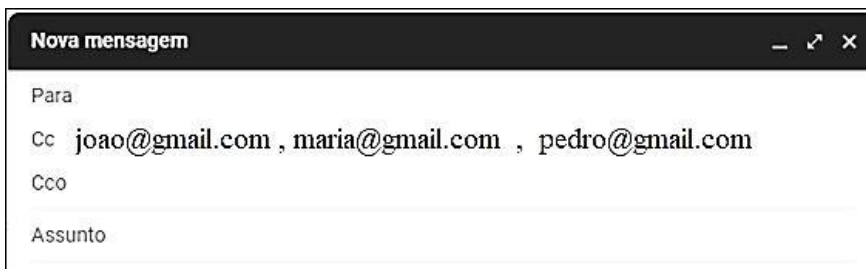 Nova mensagem
Para
Cc joao@gmail.com , maria@gmail.com , pedro@gmail.com
Cco
Assunto